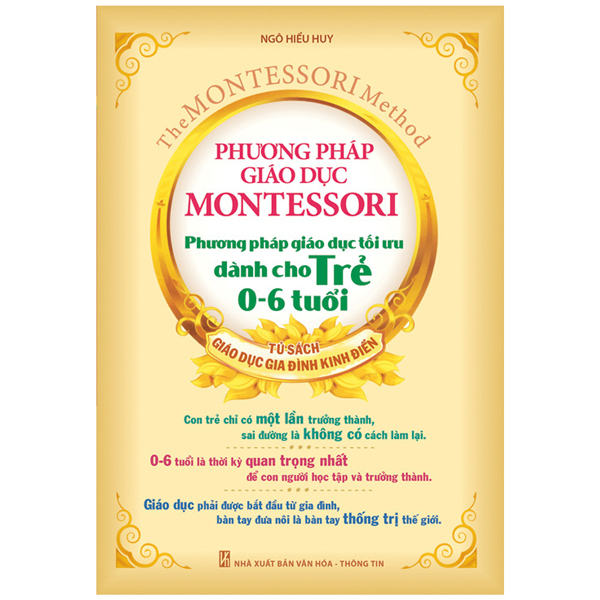 NGÔ HIẾU HUY
The MONTESSORI Method
PHƯƠNG PHÁP
GIÁO DỤC
MONTESSORI
Phương pháp giáo dục tối ưu
dành cho Trẻ
0-6 tuổi
TỦ SÁCH
GIÁO DỤC GIA ĐÌNH KINH ĐIỂN
Con trẻ chỉ có một lần trưởng thành,
sai đường là không có cách làm lại.
0-6 tuổi là thời kỳ quan trọng nhất
để con người học tập và trưởng thành.
Giáo dục phải được bắt đầu từ gia đình,
bàn tay đưa nôi là bàn tay thống trị thế giới.
NHÀ XUẤT BẢN VĂN HÓA - THÔNG TIN